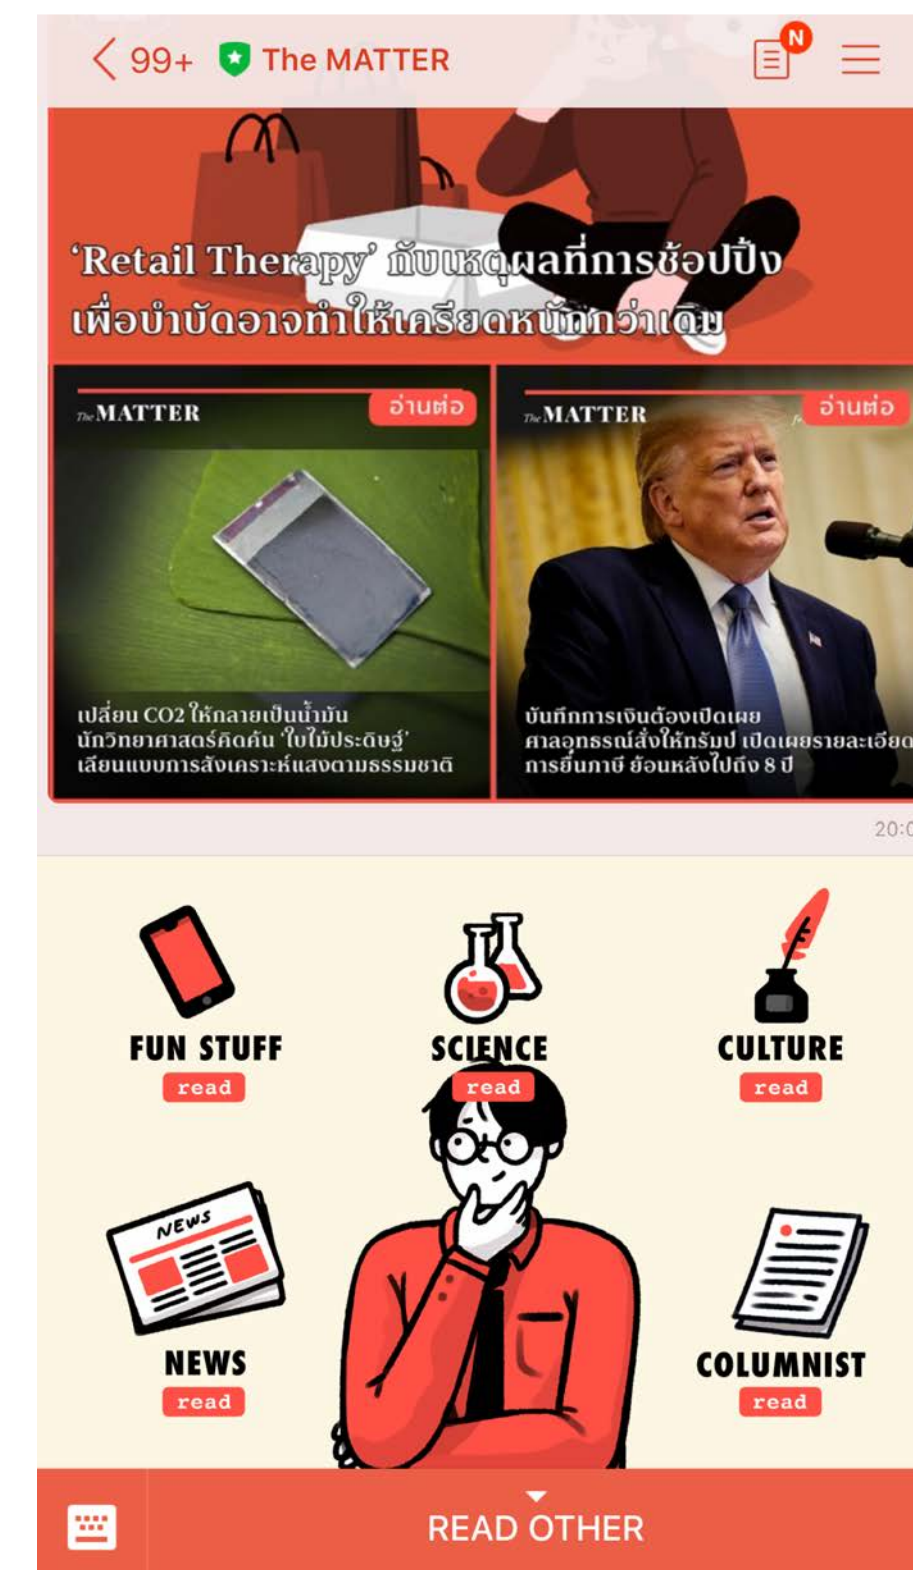 99+ The MATTER
N
‘Retail Therapy’ กับเหตุผลที่การช้อปปิ้ง
เพื่อบำบัดอาจทำให้เครียดหนักกว่าเดิม
The MATTER
อ่านต่อ
The MATTER
อ่านต่อ
เปลี่ยน CO2 ให้กลายเป็นน้ำมัน
นักวิทยาศาสตร์คิดค้น ‘ใบไม้ประดิษฐ์’
เลียนแบบการสังเคราะห์แสงตามธรรมชาติ
บันทึกการเงินต้องเปิดเผย
ศาลอุทธรณ์สั่งให้ทรัมป์ เปิดเผยรายละเอียด
การยื่นภาษี ย้อนหลังไปถึง 8 ปี
FUN STUFF
read
SCIENCE
read
CULTURE
read
NEWS
NEWS
read
COLUMNIST
read
READ OTHER